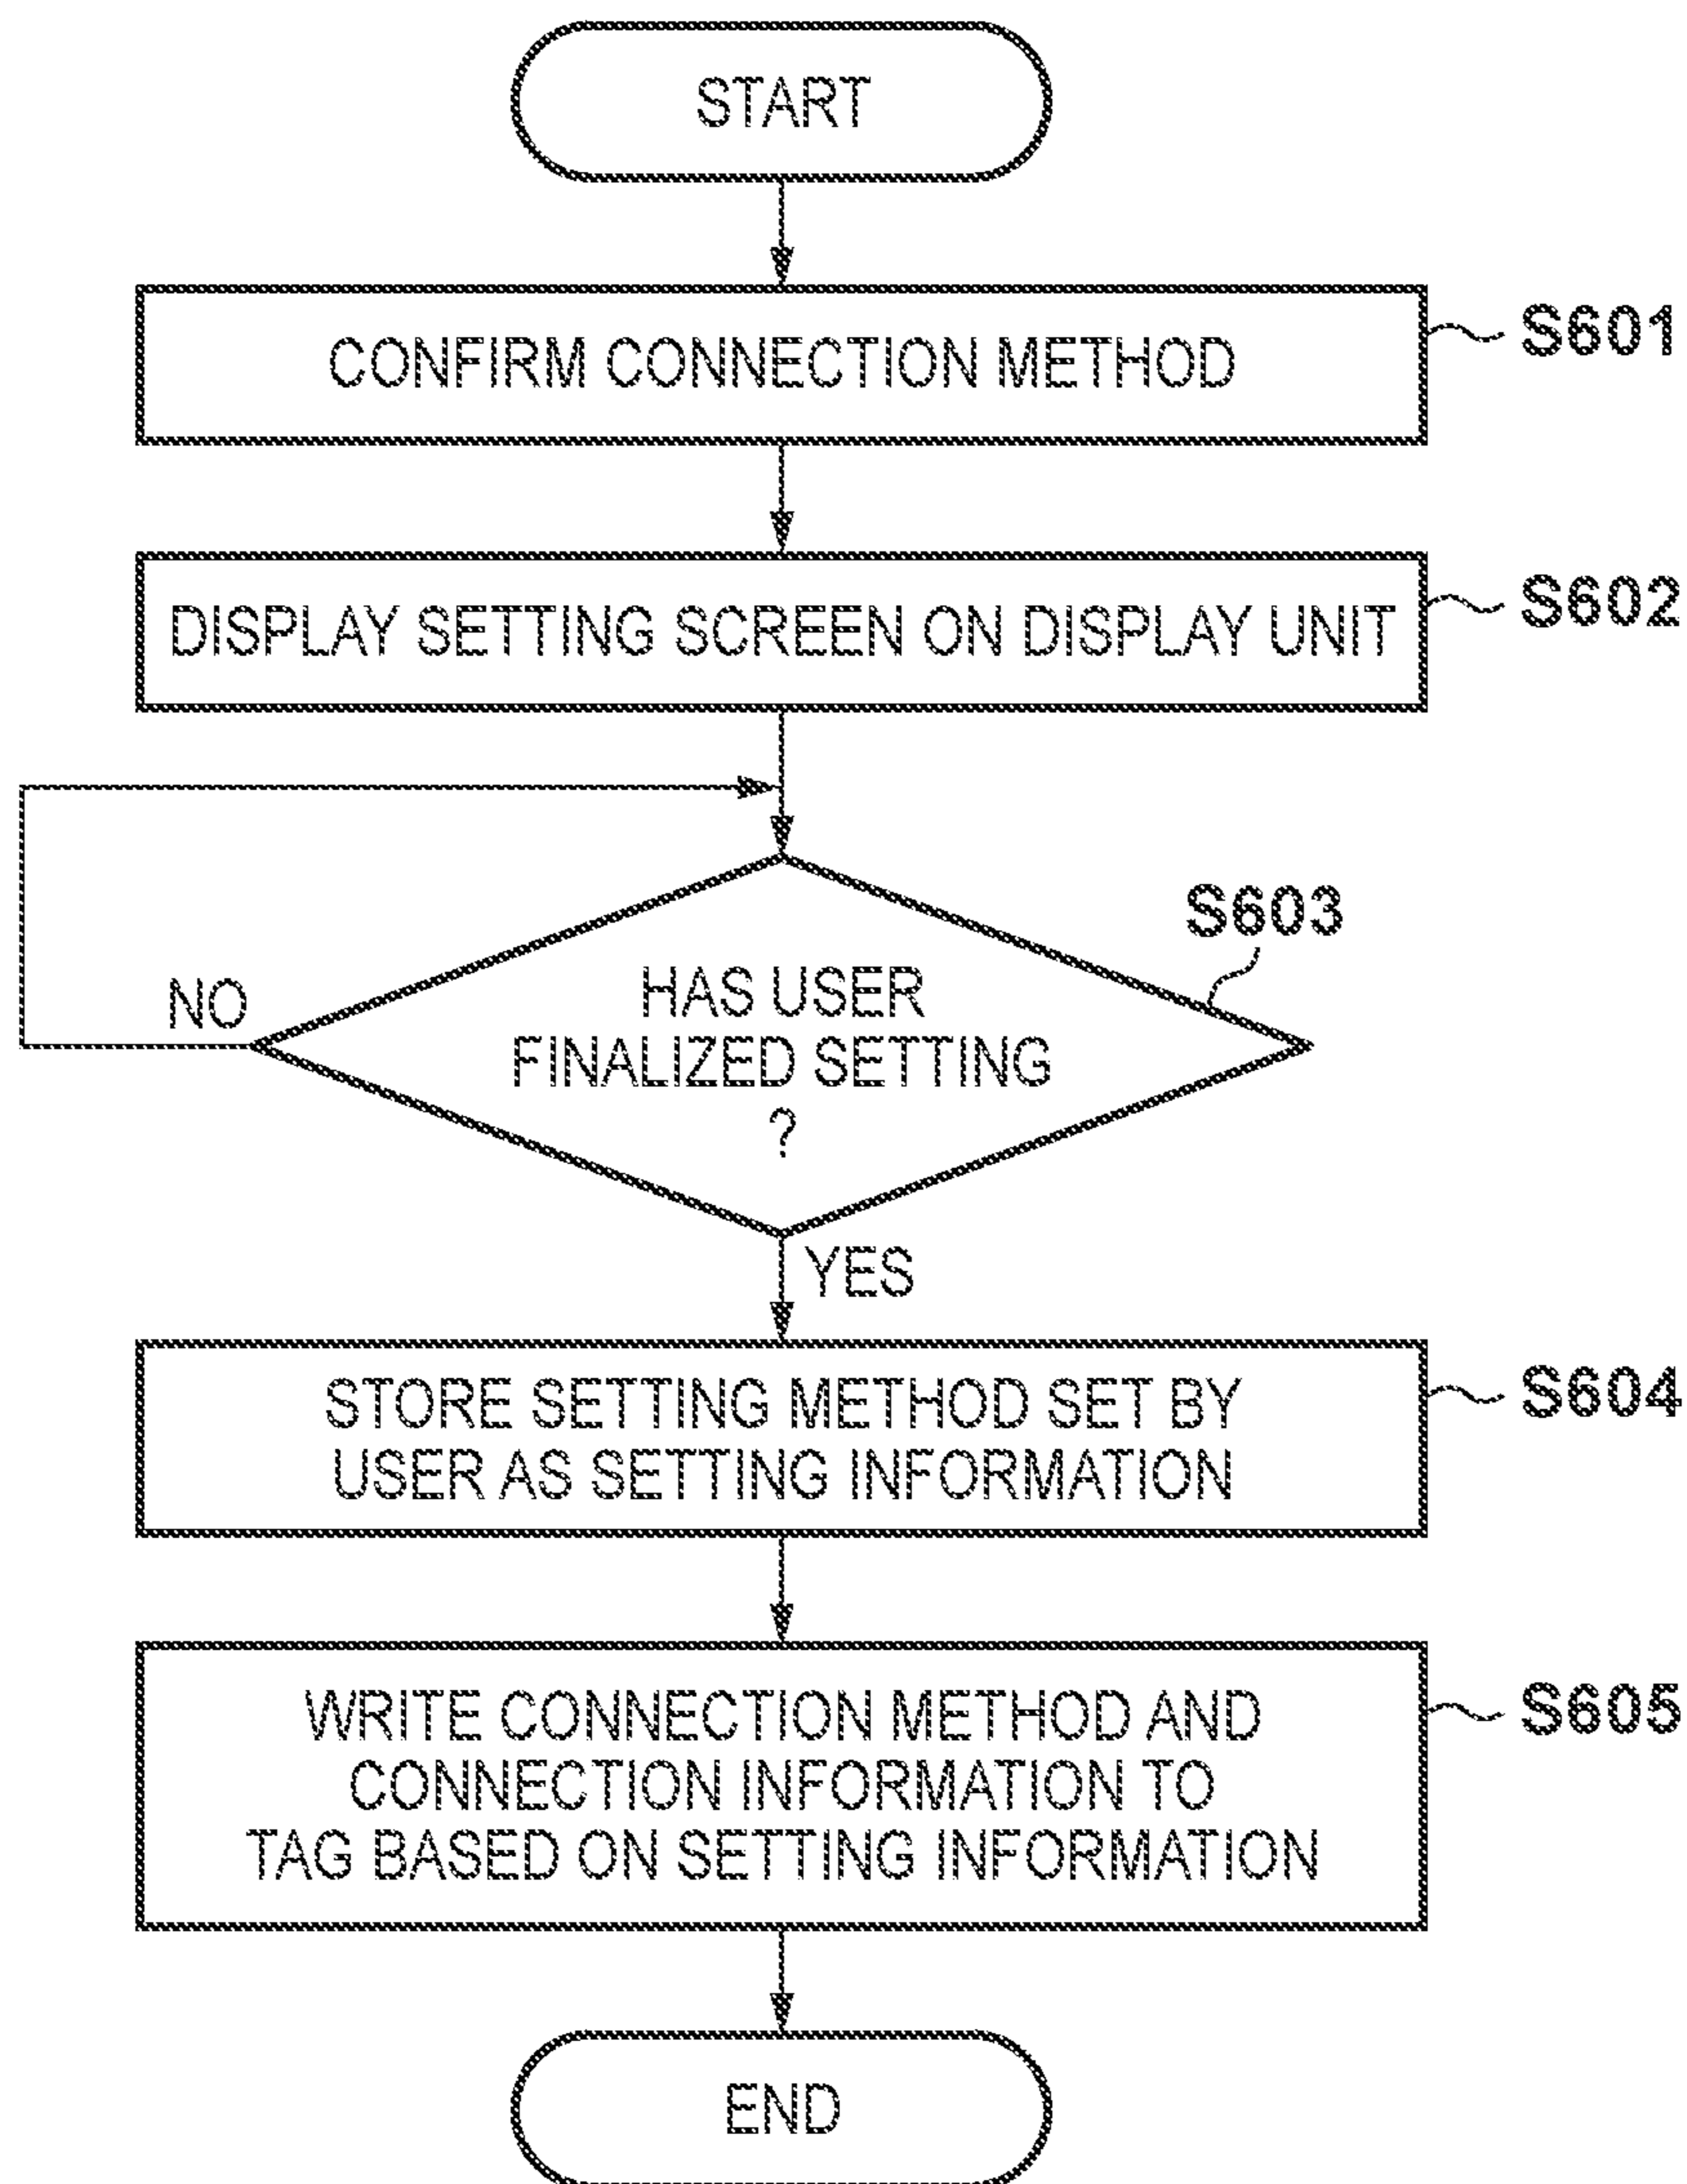 START
CONFIRM CONNECTION METHOD
S601
DISPLAY SETTING SCREEN ON DISPLAY UNIT
S602
S603
HAS USER
FINALIZED SETTING
?
NO
YES
STORE SETTING METHOD SET BY
USER AS SETTING INFORMATION
S604
WRITE CONNECTION METHOD AND
CONNECTION INFORMATION TO
TAG BASED ON SETTING INFORMATION
S605
END